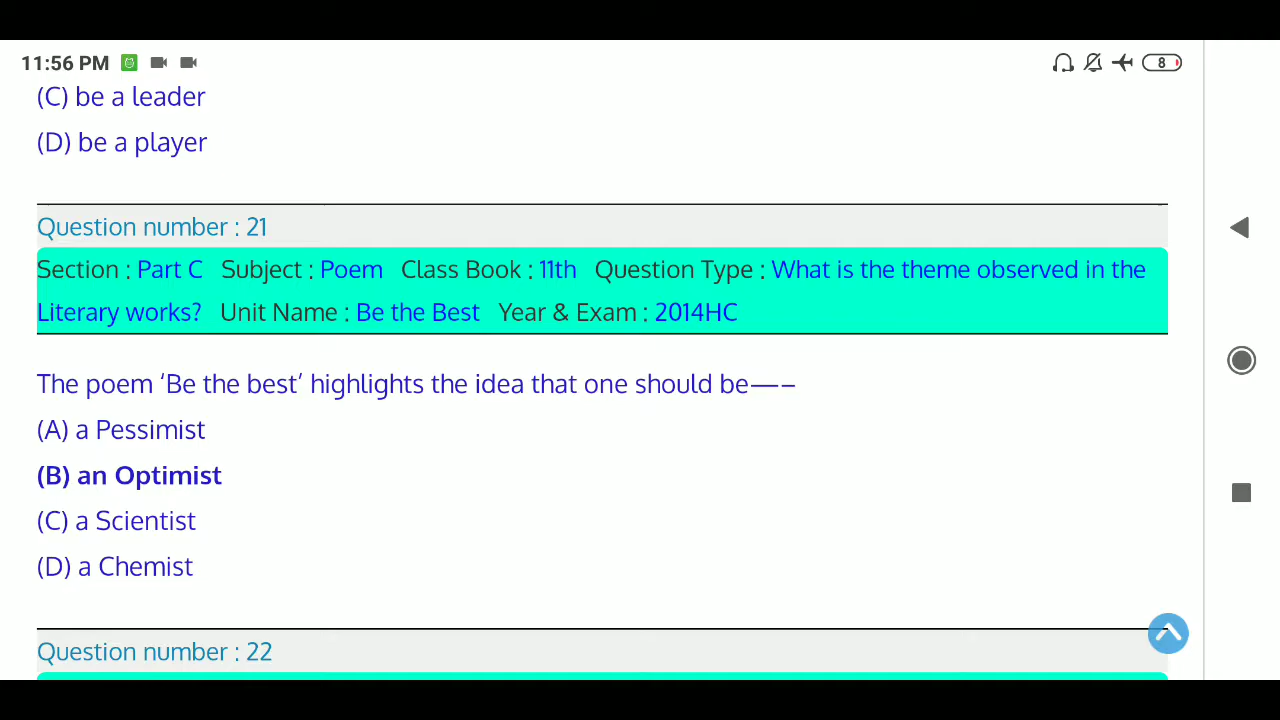 11:56 PM 8
(C) be a leader
(D) be a player
Question number : 21
Section : Part C Subject : Poem Class Book : 11th Question Type : What is the theme observed in the
Literary works? Unit Name : Be the Best Year & Exam : 2014HC
The poem ‘Be the best’ highlights the idea that one should be—–
(A) a Pessimist
(B) an Optimist
(C) a Scientist
(D) a Chemist
Question number : 22